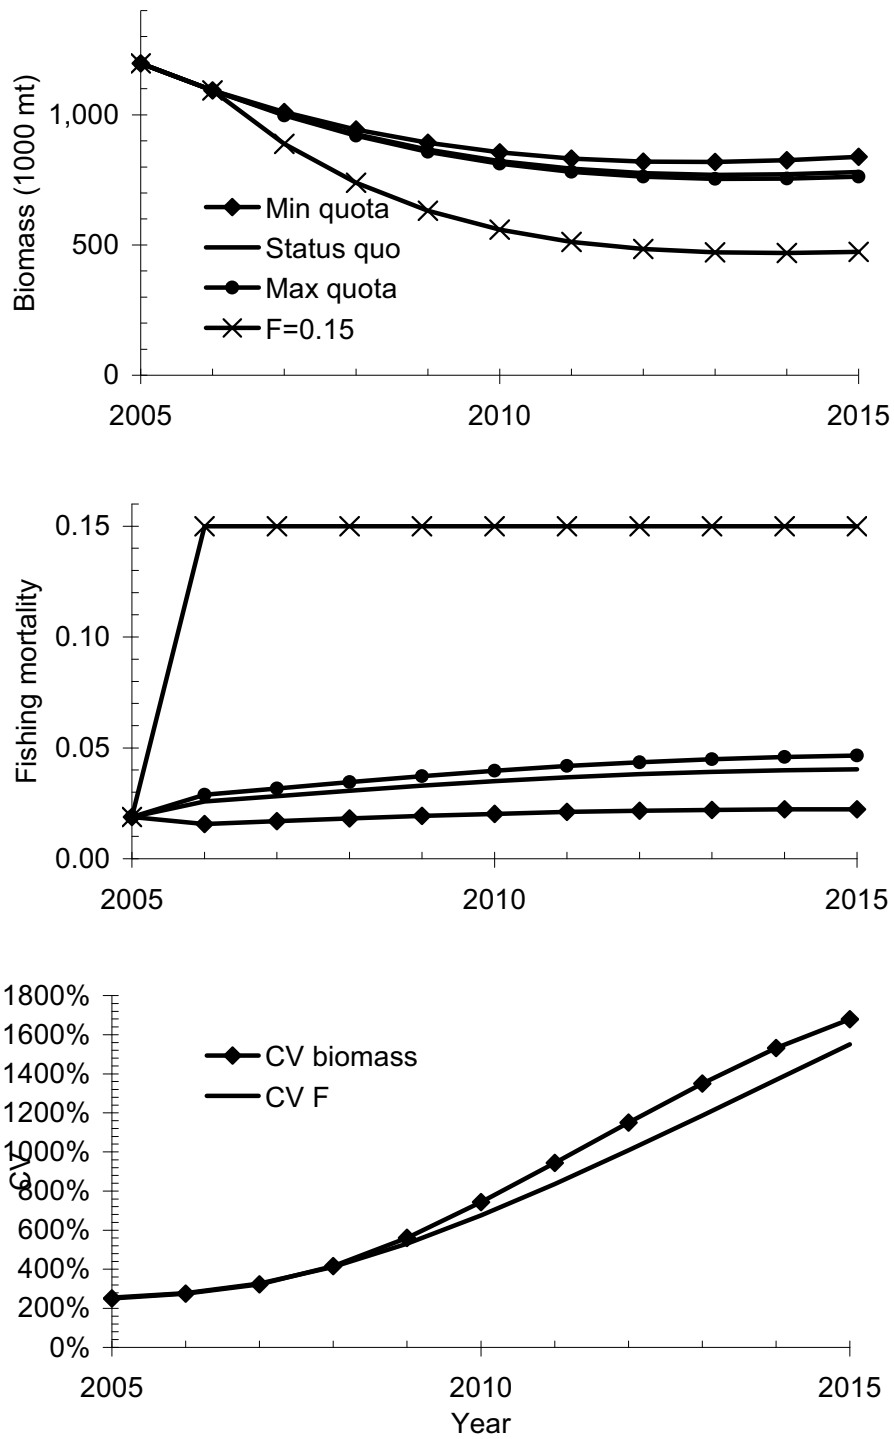 Biomass (1000 mt)
1,000
500
0
Min quota
Status quo
Max quota
F=0.15
2005 2010 2015
Fishing mortality
0.15
0.10
0.05
0.00
2005 2010 2015
CV
1800%
1600%
1400%
1200%
1000%
800%
600%
400%
200%
0%
CV biomass
CV F
2005 2010 2015
Year